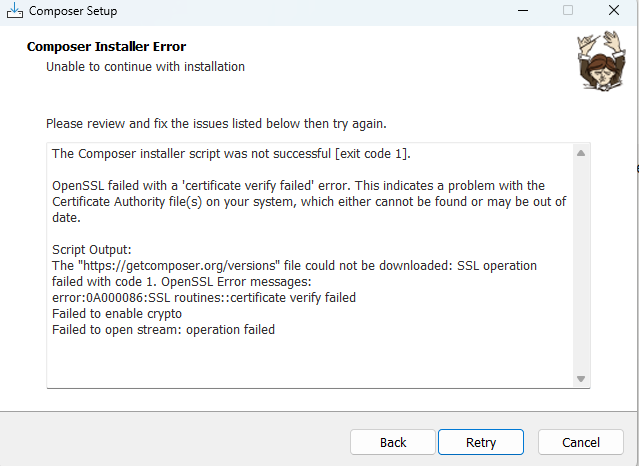 Composer Setup
Composer Installer Error
Unable to continue with installation
Please review and fix the issues listed below then try again.
The Composer installer script was not successful [exit code 1].
OpenSSL failed with a 'certificate verify failed' error. This indicates a problem with the
Certificate Authority file(s) on your system, which either cannot be found or may be out of
date.
Script Output:
The "https://getcomposer.org/versions" file could not be downloaded: SSL operation
failed with code 1. OpenSSL Error messages:
error:0A000086:SSL routines::certificate verify failed
Failed to enable crypto
Failed to open stream: operation failed
Back
Retry
Cancel